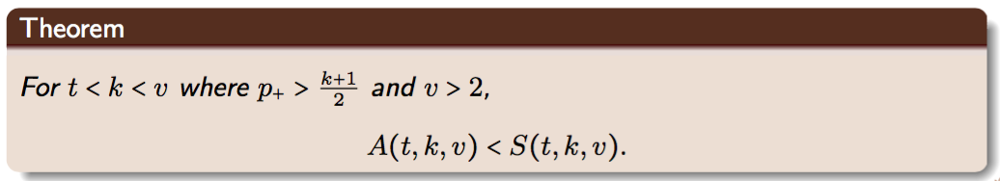 Theorem
For t < k < v where p₊ > (k+1)/2 and v > 2,
A(t, k, v) < S(t, k, v).